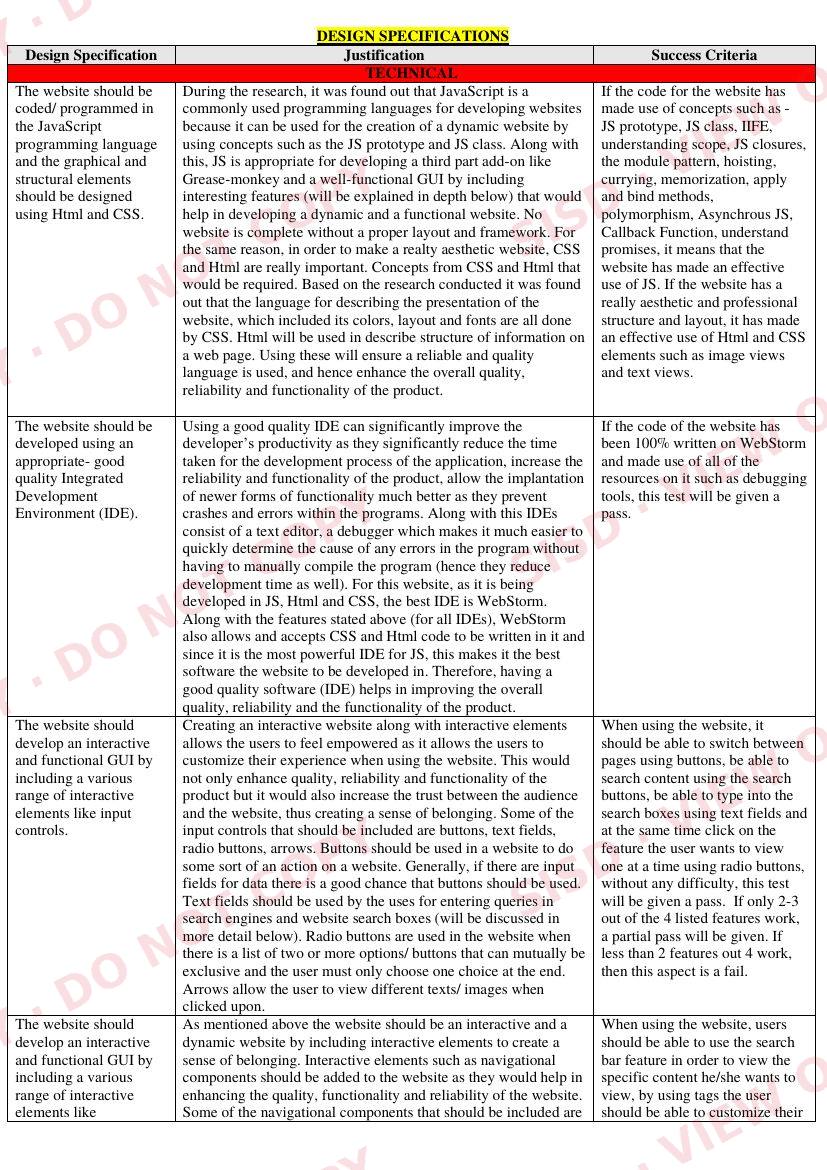 DESIGN SPECIFICATIONS
Design Specification
Justification
Success Criteria
TECHNICAL
The website should be
coded/ programmed in
the JavaScript
programming language
and the graphical and
structural elements
should be designed
using Html and CSS.
During the research, it was found out that JavaScript is a
commonly used programming languages for developing websites
because it can be used for the creation of a dynamic website by
using concepts such as the JS prototype and JS class. Along with
this, JS is appropriate for developing a third part add-on like
Grease-monkey and a well-functional GUI by including
interesting features (will be explained in depth below) that would
help in developing a dynamic and a functional website. No
website is complete without a proper layout and framework. For
the same reason, in order to make a realty aesthetic website, CSS
and Html are really important. Concepts from CSS and Html that
would be required. Based on the research conducted it was found
out that the language for describing the presentation of the
website, which included its colors, layout and fonts are all done
by CSS. Html will be used in describe structure of information on
a web page. Using these will ensure a reliable and quality
language is used, and hence enhance the overall quality,
reliability and functionality of the product.
If the code for the website has
made use of concepts such as -
JS prototype, JS class, IIFE,
understanding scope, JS closures,
the module pattern, hoisting,
currying, memorization, apply
and bind methods,
polymorphism, Asynchrous JS,
Callback Function, understand
promises, it means that the
website has made an effective
use of JS. If the website has a
really aesthetic and professional
structure and layout, it has made
an effective use of Html and CSS
elements such as image views
and text views.
The website should be
developed using an
appropriate- good
quality Integrated
Development
Environment (IDE).
Using a good quality IDE can significantly improve the
developer’s productivity as they significantly reduce the time
taken for the development process of the application, increase the
reliability and functionality of the product, allow the implantation
of newer forms of functionality much better as they prevent
crashes and errors within the programs. Along with this IDEs
consist of a text editor, a debugger which makes it much easier to
quickly determine the cause of any errors in the program without
having to manually compile the program (hence they reduce
development time as well). For this website, as it is being
developed in JS, Html and CSS, the best IDE is WebStorm.
Along with the features stated above (for all IDEs), WebStorm
also allows and accepts CSS and Html code to be written in it and
since it is the most powerful IDE for JS, this makes it the best
software the website to be developed in. Therefore, having a
good quality software (IDE) helps in improving the overall
quality, reliability and the functionality of the product.
If the code of the website has
been 100% written on WebStorm
and made use of all of the
resources on it such as debugging
tools, this test will be given a
pass.
The website should
develop an interactive
and functional GUI by
including a various
range of interactive
elements like input
controls.
Creating an interactive website along with interactive elements
allows the users to feel empowered as it allows the users to
customize their experience when using the website. This would
not only enhance quality, reliability and functionality of the
product but it would also increase the trust between the audience
and the website, thus creating a sense of belonging. Some of the
input controls that should be included are buttons, text fields,
radio buttons, arrows. Buttons should be used in a website to do
some sort of an action on a website. Generally, if there are input
fields for data there is a good chance that buttons should be used.
Text fields should be used by the uses for entering queries in
search engines and website search boxes (will be discussed in
more detail below). Radio buttons are used in the website when
there is a list of two or more options/ buttons that can mutually be
exclusive and the user must only choose one choice at the end.
Arrows allow the user to view different texts/ images when
clicked upon.
When using the website, it
should be able to switch between
pages using buttons, be able to
search content using the search
buttons, be able to type into the
search boxes using text fields and
at the same time click on the
feature the user wants to view
one at a time using radio buttons,
without any difficulty, this test
will be given a pass.  If only 2-3
out of the 4 listed features work,
a partial pass will be given. If
less than 2 features out 4 work,
then this aspect is a fail.
The website should
develop an interactive
and functional GUI by
including a various
range of interactive
elements like
As mentioned above the website should be an interactive and a
dynamic website by including interactive elements to create a
sense of belonging. Interactive elements such as navigational
components should be added to the website as they would help in
enhancing the quality, functionality and reliability of the website.
Some of the navigational components that should be included are
When using the website, users
should be able to use the search
bar feature in order to view the
specific content he/she wants to
view, by using tags the user
should be able to customize their
SISD · VIEW O
Y · DO NOT COPY